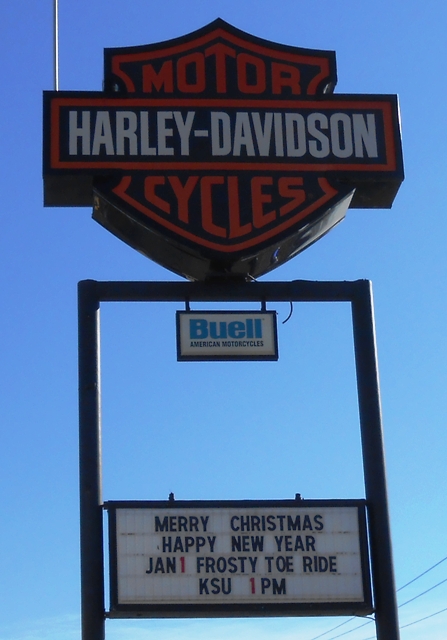 MOTOR
HARLEY-DAVIDSON
CYCLES
Buell
AMERICAN MOTORCYCLES
MERRY CHRISTMAS
HAPPY NEW YEAR
JAN1 FROSTY TOE RIDE
KSU 1PM